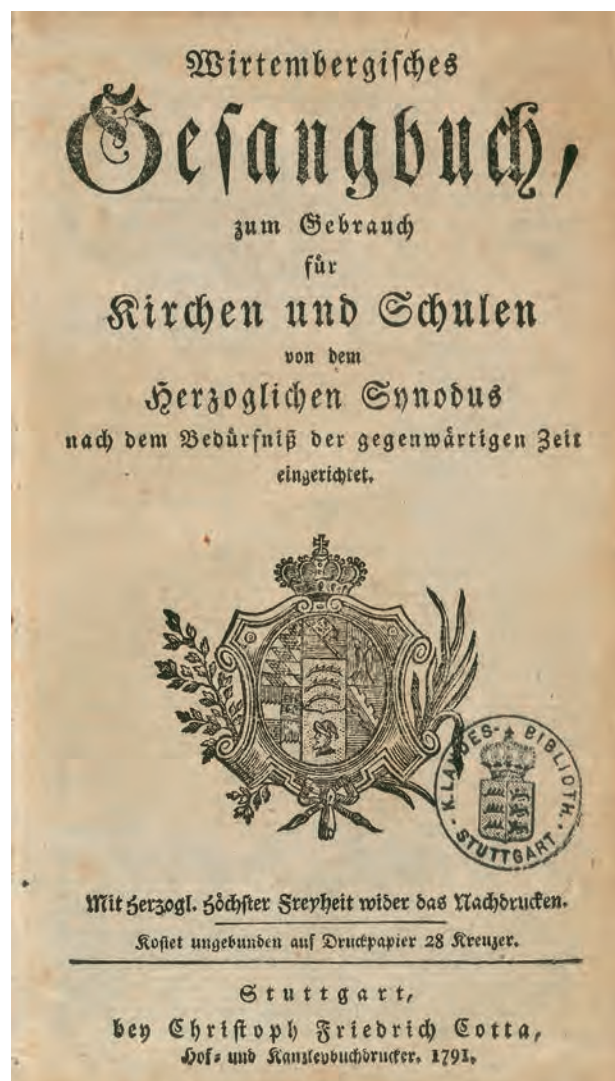 Wirtembergisches
Gesangbuch,
zum Gebrauch
für
Kirchen und Schulen
von dem
Herzoglichen Synodus
nach dem Bedürfniß der gegenwärtigen Zeit
eingerichtet.
K. LANDES-BIBLIOTH.
STUTTGART
Mit Herzogl. Höchster Freyheit wider das Nachdrucken.
Kostet ungebunden auf Druckpapier 28 Kreuzer.
Stuttgart,
bey Christoph Friedrich Cotta,
Hof- und Kanzleybuchdrucker. 1791.